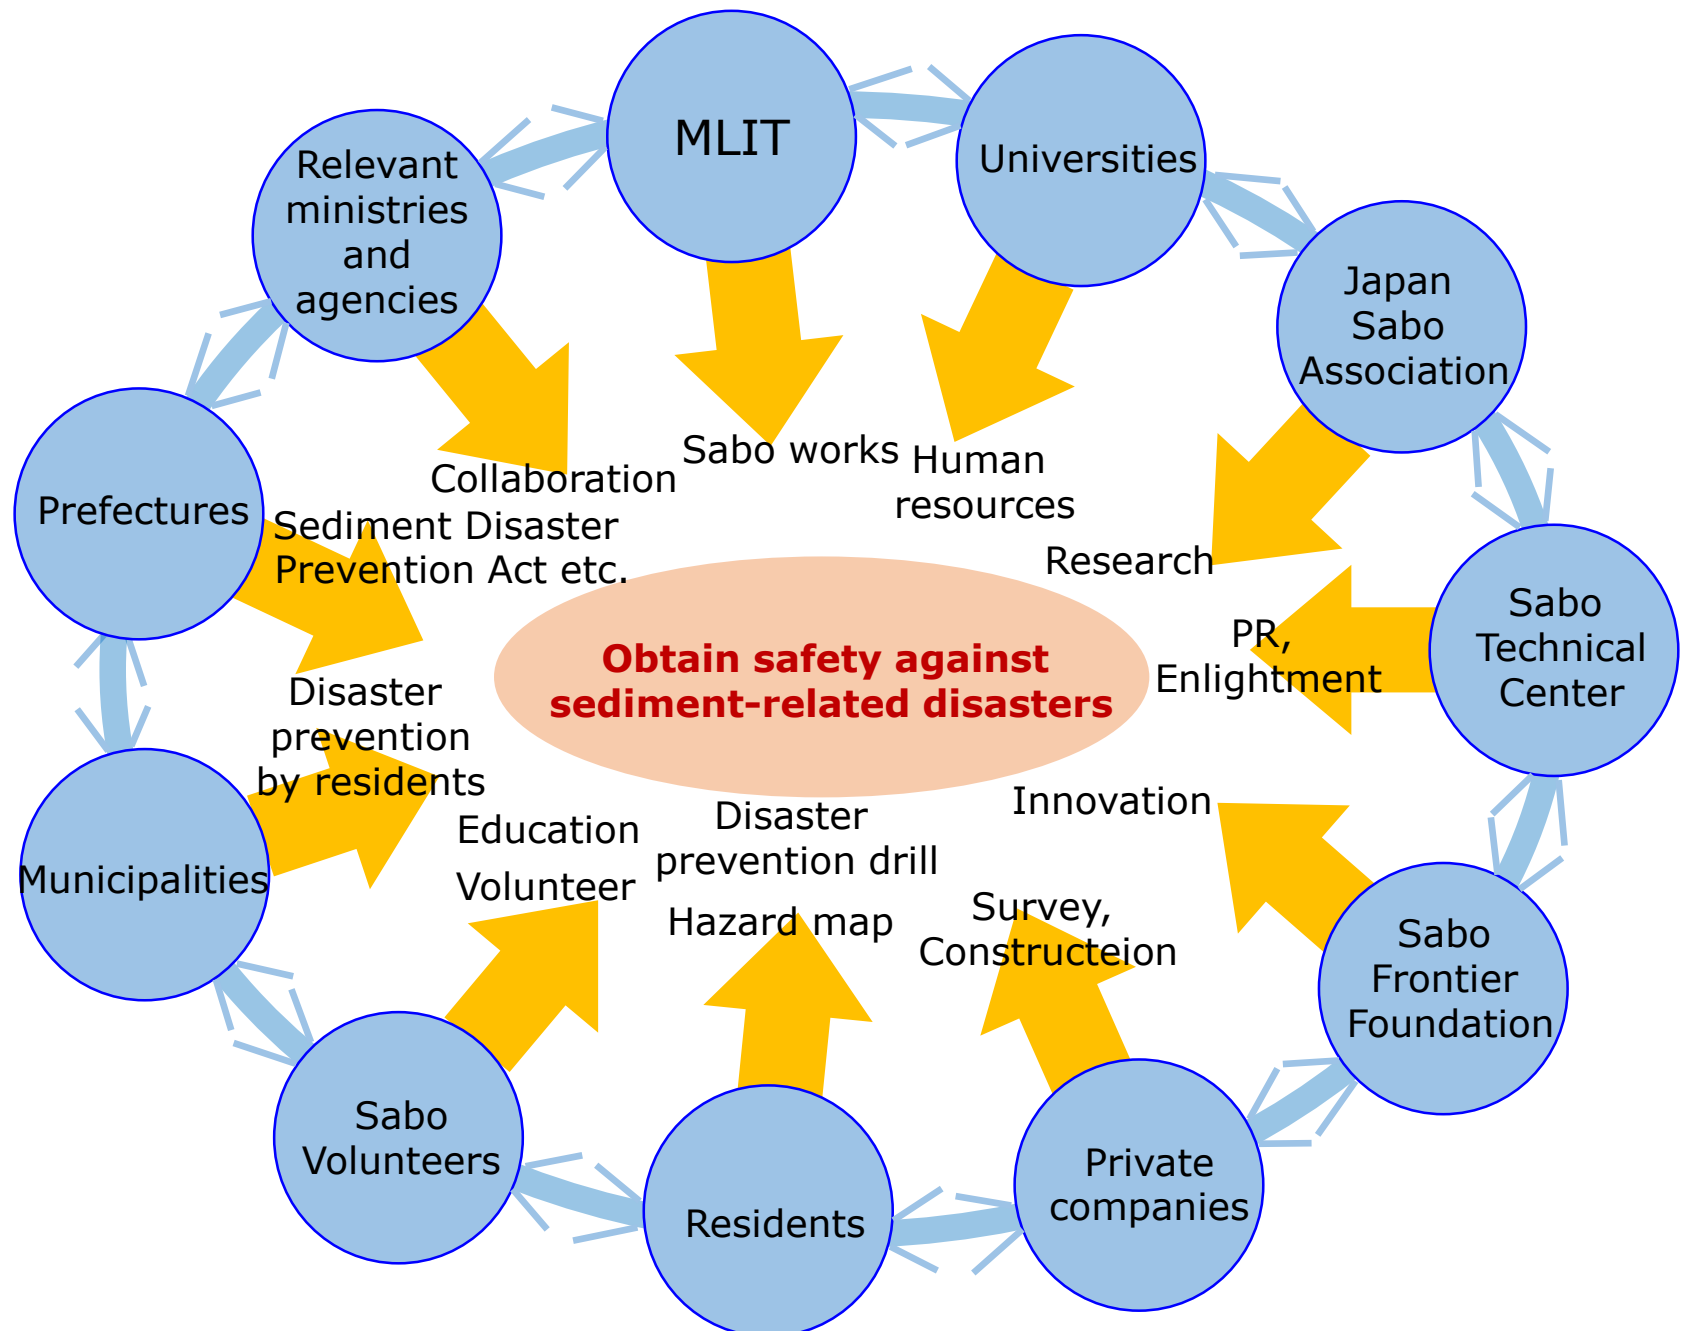 MLIT
Universities
Relevant
ministries
and
agencies
Japan
Sabo
Association
Sabo works
Human
resources
Collaboration
Prefectures
Sediment Disaster
Prevention Act etc.
Research
Sabo
Technical
Center
PR,
Enlightment
Obtain safety against
sediment-related disasters
Disaster
prevention
by residents
Municipalities
Education
Volunteer
Disaster
prevention drill
Hazard map
Innovation
Survey,
Constructeion
Sabo
Frontier
Foundation
Sabo
Volunteers
Residents
Private
companies